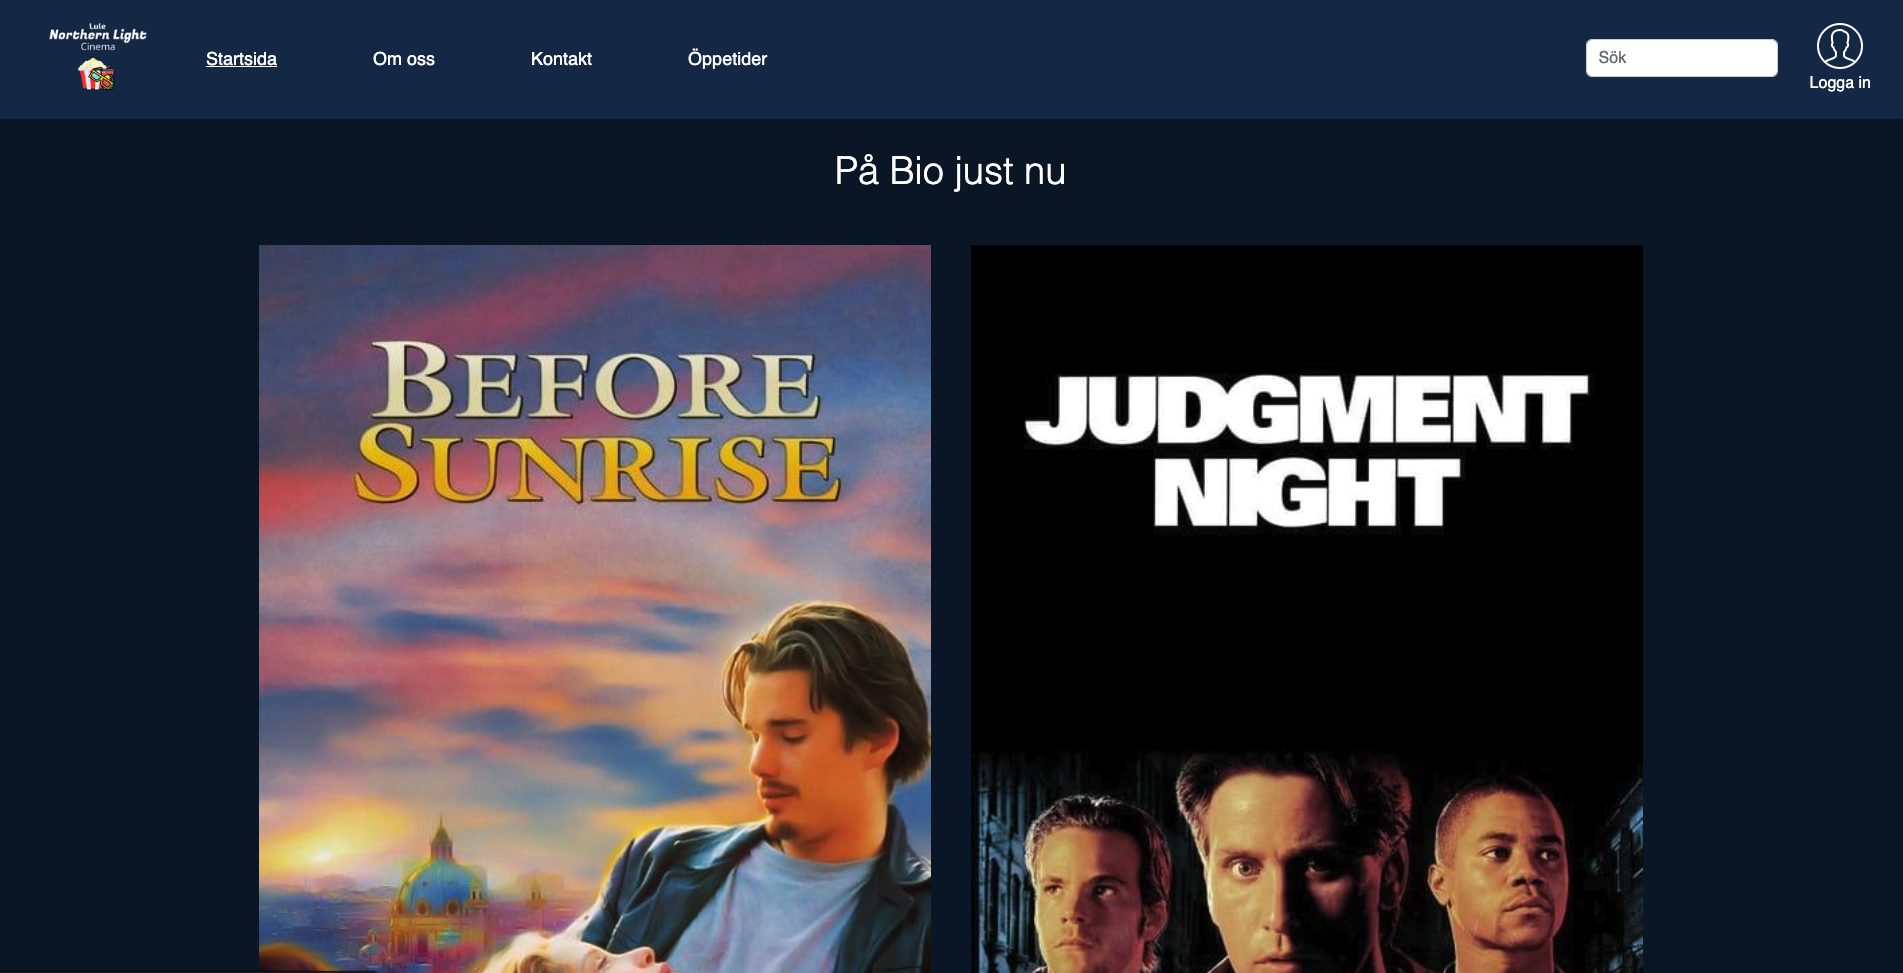 Lule
Northern Light
Cinema
Startsida
Om oss
Kontakt
Öppetider
Sök
Logga in
På Bio just nu
BEFORE
SUNRISE
JUDGMENT
NIGHT